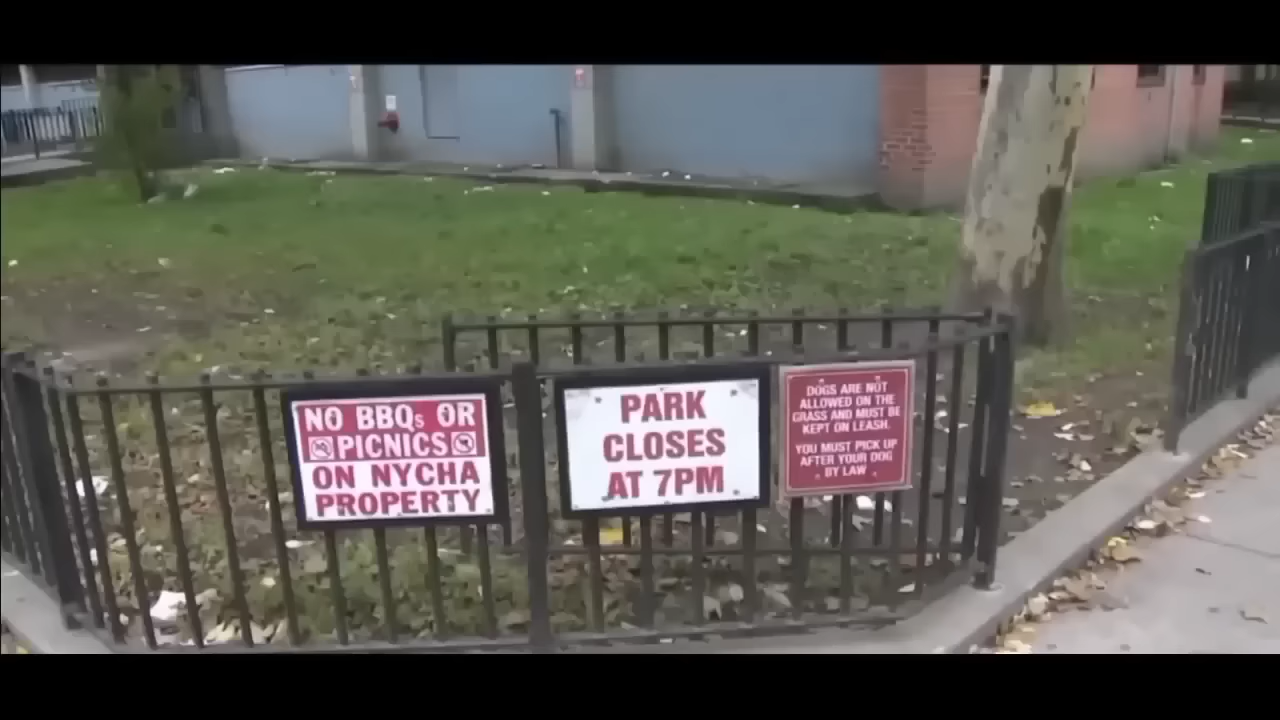 NO BBQs OR
PICNICS
ON NYCHA
PROPERTY
PARK
CLOSES
AT 7PM
DOGS ARE NOT
ALLOWED ON THE
GRASS AND MUST BE
KEPT ON LEASH.
YOU MUST PICK UP
AFTER YOUR DOG
BY LAW.